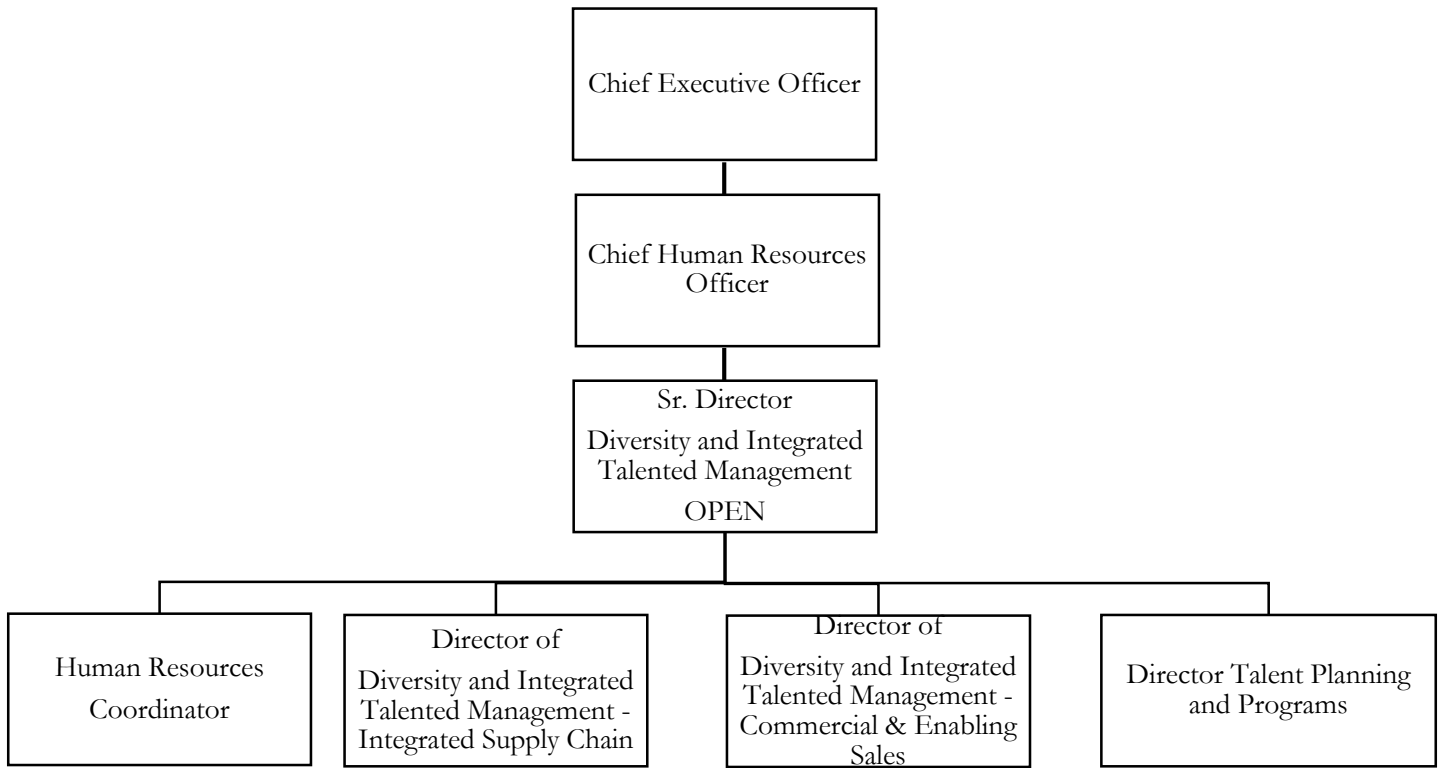 Chief Executive Officer
Chief Human Resources
Officer
Sr. Director
Diversity and Integrated
Talented Management
OPEN
Human Resources
Coordinator
Director of
Diversity and Integrated
Talented Management -
Integrated Supply Chain
Director of
Diversity and Integrated
Talented Management -
Commercial & Enabling
Sales
Director Talent Planning
and Programs